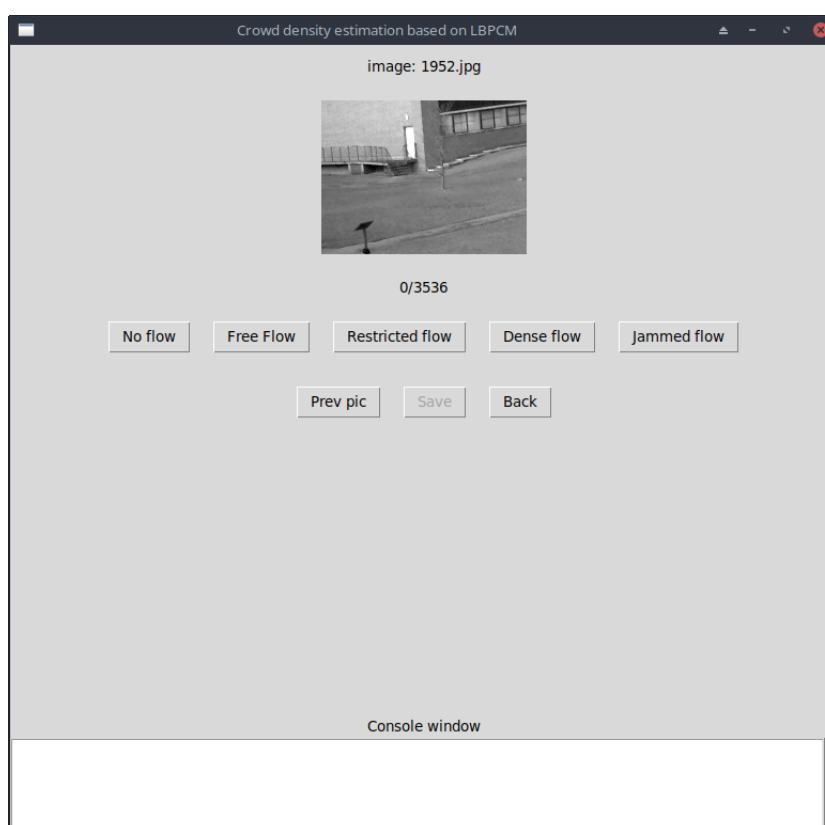 Crowd density estimation based on LBPCM
image: 1952.jpg
0/3536
No flow Free Flow Restricted flow Dense flow Jammed flow
Prev pic Save Back
Console window